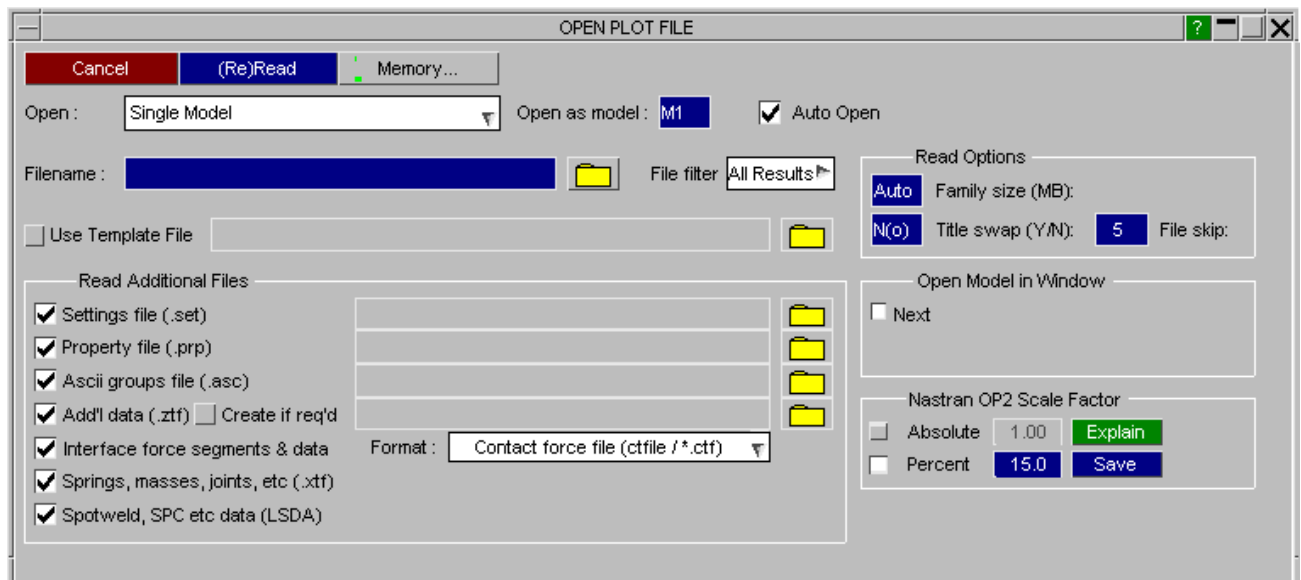 OPEN PLOT FILE ?
Cancel (Re)Read Memory...
Open : Single Model Open as model : M1 Auto Open
Filename : File filter All Results
Use Template File
Read Options
Auto Family size (MB):
N(o) Title swap (Y/N): 5 File skip:
Read Additional Files
Settings file (.set)
Property file (.prp)
Ascii groups file (.asc)
Add'l data (.ztf) Create if req'd
Interface force segments & data Format : Contact force file (ctfile / *.ctf)
Springs, masses, joints, etc (.xtf)
Spotweld, SPC etc data (LSDA)
Open Model in Window
Next
Nastran OP2 Scale Factor
Absolute 1.00 Explain
Percent 15.0 Save